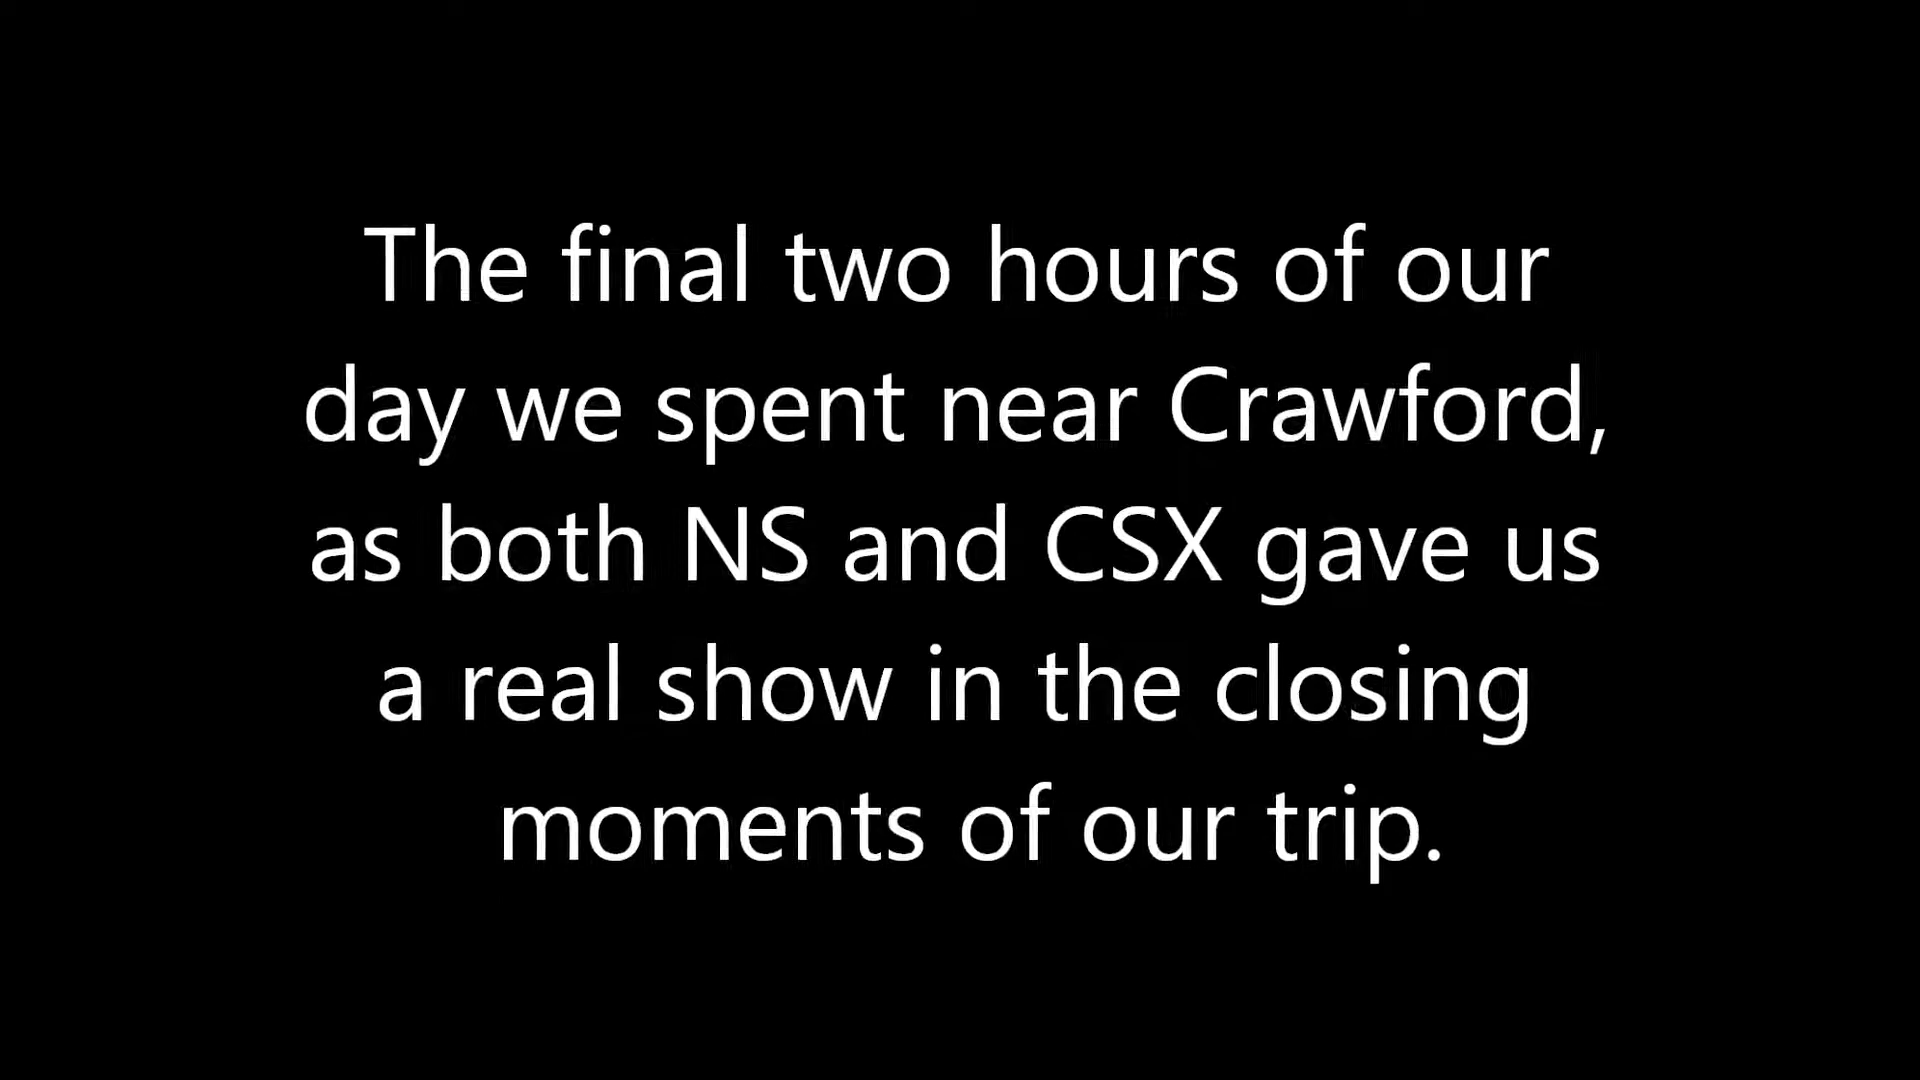 The final two hours of our
day we spent near Crawford,
as both NS and CSX gave us
a real show in the closing
moments of our trip.